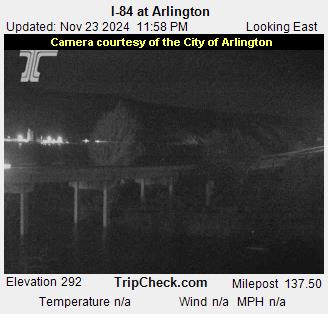 I-84 at Arlington
Updated: Nov 23 2024 11:58 PM Looking East
Camera courtesy of the City of Arlington
Elevation 292 TripCheck.com Milepost 137.50
Temperature n/a Wind n/a MPH n/a